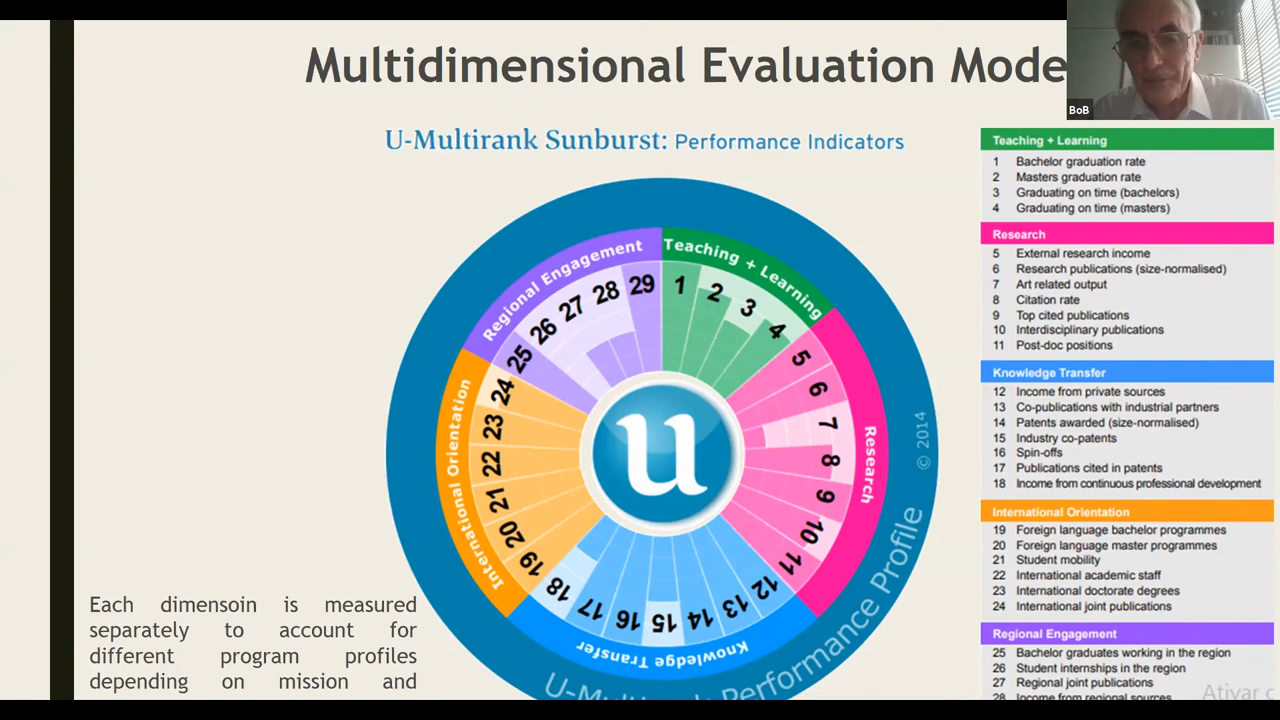 Multidimensional Evaluation Mode
BoB
U-Multirank Sunburst: Performance Indicators
Teaching + Learning
1 Bachelor graduation rate
2 Masters graduation rate
3 Graduating on time (bachelors)
4 Graduating on time (masters)
Research
5 External research income
6 Research publications (size-normalised)
7 Art related output
8 Citation rate
9 Top cited publications
10 Interdisciplinary publications
11 Post-doc positions
Knowledge Transfer
12 Income from private sources
13 Co-publications with industrial partners
14 Patents awarded (size-normalised)
15 Industry co-patents
16 Spin-offs
17 Publications cited in patents
18 Income from continuous professional development
International Orientation
19 Foreign language bachelor programmes
20 Foreign language master programmes
21 Student mobility
22 International academic staff
23 International doctorate degrees
24 International joint publications
Regional Engagement
25 Bachelor graduates working in the region
26 Student internships in the region
27 Regional joint publications
28 Income from regional sources
Teaching + Learning
1 2 3 4
Research
5 6 7 8 9 10 11
Knowledge Transfer
12 13 14 15 16 17 18
International Orientation
19 20 21 22 23 24
Regional Engagement
25 26 27 28 29
u
© 2014
Performance Profile
Each dimensoin is measured
separately to account for
different program profiles
depending on mission and
Ativar